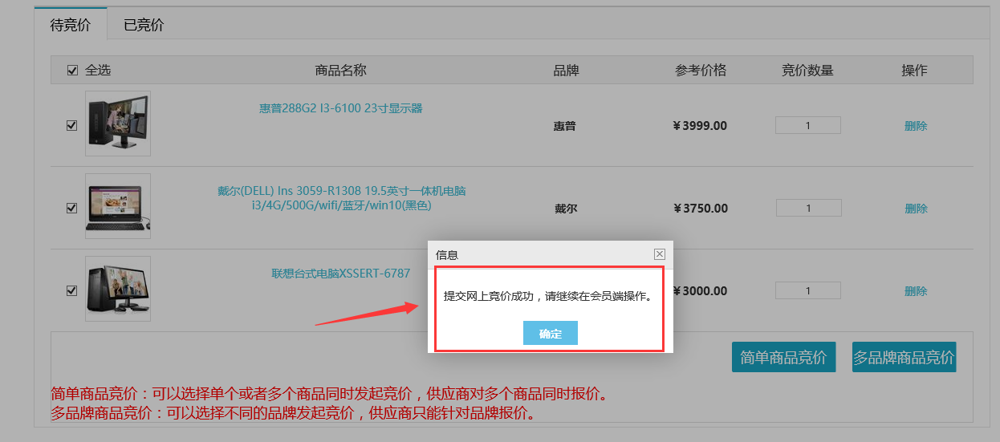 待竞价 已竞价
全选 商品名称 品牌 参考价格 竞价数量 操作
惠普288G2 I3-6100 23寸显示器
惠普 ￥3999.00 1 删除
戴尔(DELL) Ins 3059-R1308 19.5英寸一体机电脑
i3/4G/500G/wifi/蓝牙/win10(黑色)
戴尔 ￥3750.00 1 删除
信息
联想台式电脑XSSERT-6787
￥3000.00 1 删除
提交网上竞价成功，请继续在会员端操作。
确定
简单商品竞价 多品牌商品竞价
简单商品竞价：可以选择单个或者多个商品同时发起竞价，供应商对多个商品同时报价。
多品牌商品竞价：可以选择不同的品牌发起竞价，供应商只能针对品牌报价。